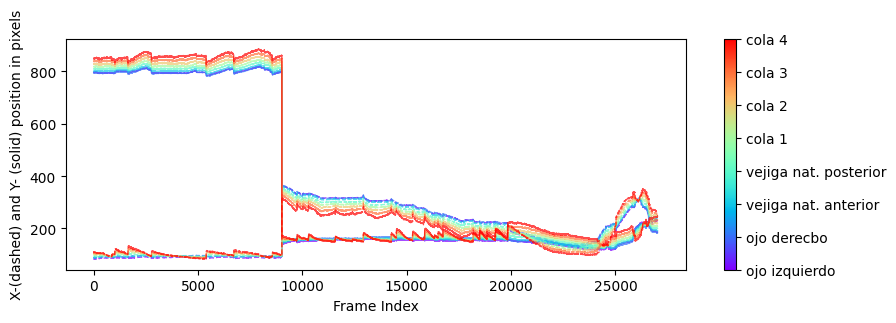 X-(dashed) and Y- (solid) position in pixels
800
600
400
200
0
5000
10000
15000
20000
25000
Frame Index
cola 4
cola 3
cola 2
cola 1
vejiga nat. posterior
vejiga nat. anterior
ojo derecbo
ojo izquierdo